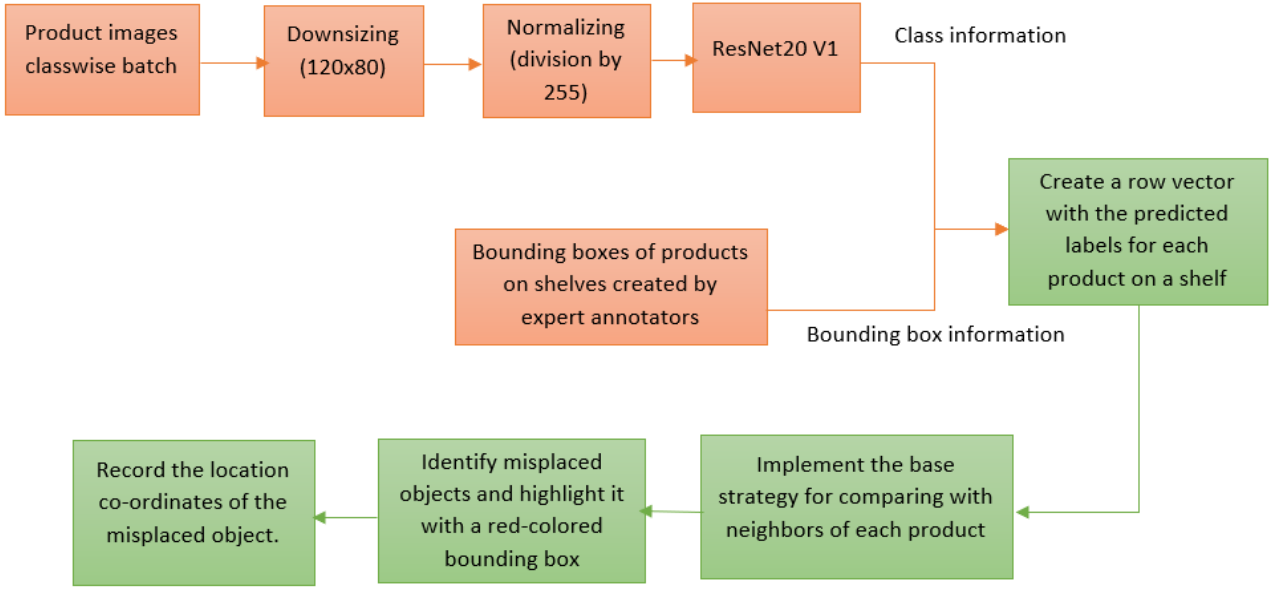 Product images
classwise batch
Downsizing
(120x80)
Normalizing
(division by
255)
ResNet20 V1
Class information
Create a row vector
with the predicted
labels for each
product on a shelf
Bounding boxes of products
on shelves created by
expert annotators
Bounding box information
Implement the base
strategy for comparing with
neighbors of each product
Identify misplaced
objects and highlight it
with a red-colored
bounding box
Record the location
co-ordinates of the
misplaced object.